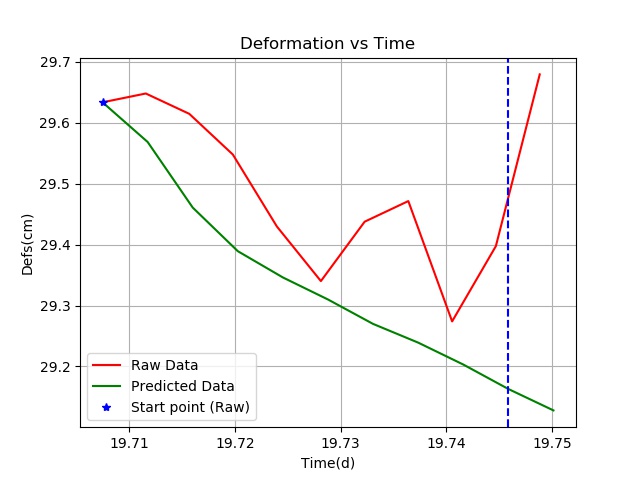 Deformation vs Time
Defs(cm)
29.7
29.6
29.5
29.4
29.3
29.2
Raw Data
Predicted Data
Start point (Raw)
19.71 19.72 19.73 19.74 19.75
Time(d)